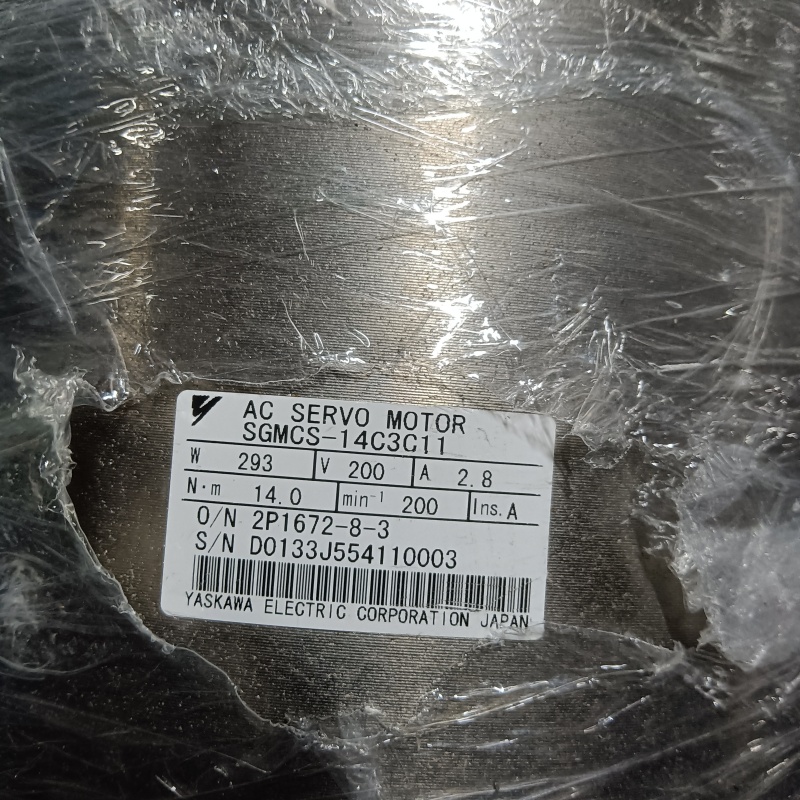 AC SERVO MOTOR
SGMCS-14C3C11
W 293 V 200 A 2.8
N·m 14.0 min⁻¹ 200 Ins. A
O/N 2P1672-8-3
S/N D0133J554110003
YASKAWA ELECTRIC CORPORATION JAPAN